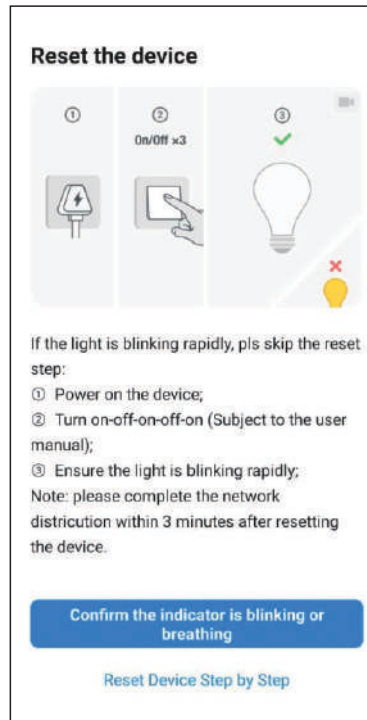 Reset the device
① ② ③
On/Off ×3
If the light is blinking rapidly, pls skip the reset
step:
① Power on the device;
② Turn on-off-on-off-on (Subject to the user
manual);
③ Ensure the light is blinking rapidly;
Note: please complete the network
districution within 3 minutes after resetting
the device.
Confirm the indicator is blinking or
breathing
Reset Device Step by Step